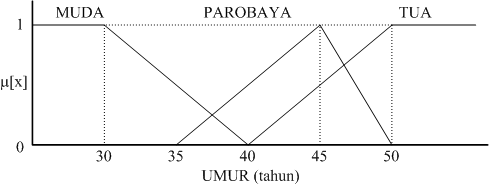 MUDA PAROBAYA TUA
1
μ[x]
0
30 35 40 45 50
UMUR (tahun)